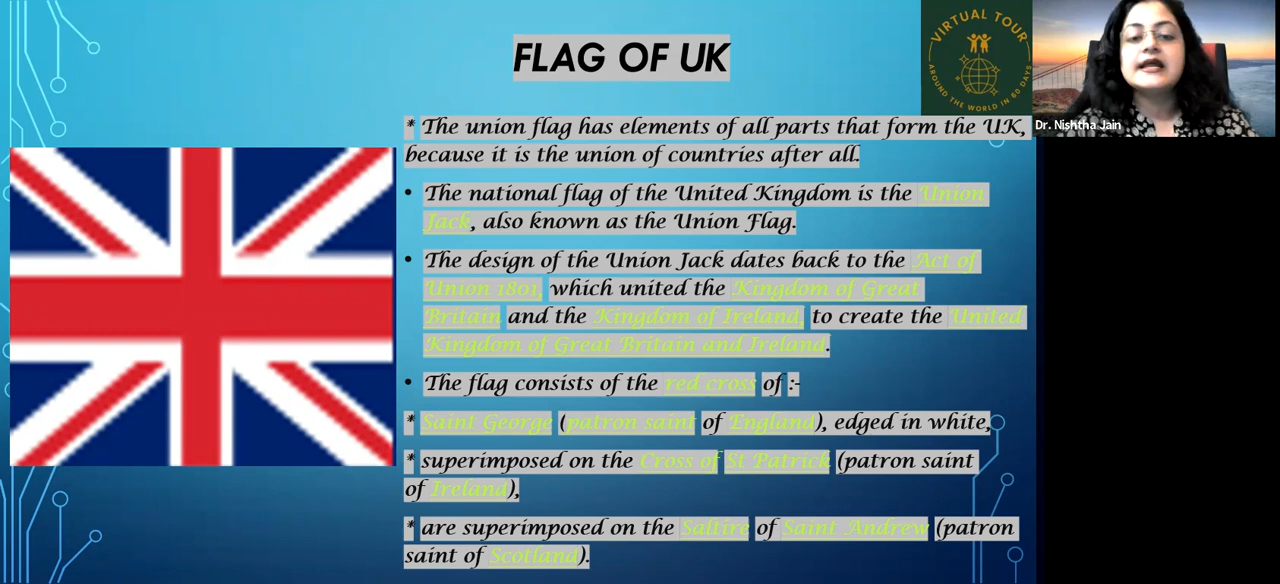 FLAG OF UK
VIRTUAL TOUR
AROUND THE WORLD IN 60 DAYS
Dr. Nishtha Jain
* The union flag has elements of all parts that form the UK,
because it is the union of countries after all.
• The national flag of the United Kingdom is the Union
Jack, also known as the Union Flag.
• The design of the Union Jack dates back to the Act of
Union 1801, which united the Kingdom of Great
Britain and the Kingdom of Ireland, to create the United
Kingdom of Great Britain and Ireland.
• The flag consists of the red cross of :-
* Saint George (patron saint of England), edged in white,
* superimposed on the Cross of St Patrick (patron saint
of Ireland),
* are superimposed on the Saltire of Saint Andrew (patron
saint of Scotland).